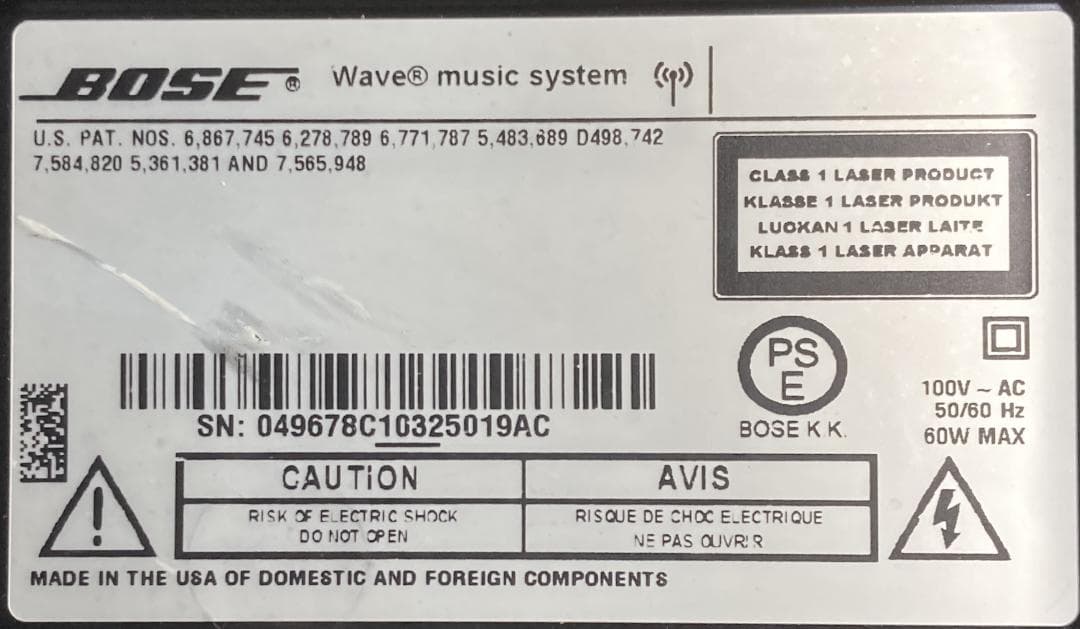 BOSE® Wave® music system
U.S. PAT. NOS. 6,867,745 6,278,789 6,771,787 5,483,689 D498,742
7,584,820 5,361,381 AND 7,565,948
CLASS 1 LASER PRODUCT
KLASSE 1 LASER PRODUKT
LUOKAN 1 LASER LAITE
KLASS 1 LASER APPARAT
PS
E
BOSE K.K.
100V ~ AC
50/60 Hz
60W MAX
SN: 049678C10325019AC
CAUTION
RISK OF ELECTRIC SHOCK
DO NOT OPEN
AVIS
RISQUE DE CHOC ELECTRIQUE
NE PAS OUVRIR
MADE IN THE USA OF DOMESTIC AND FOREIGN COMPONENTS